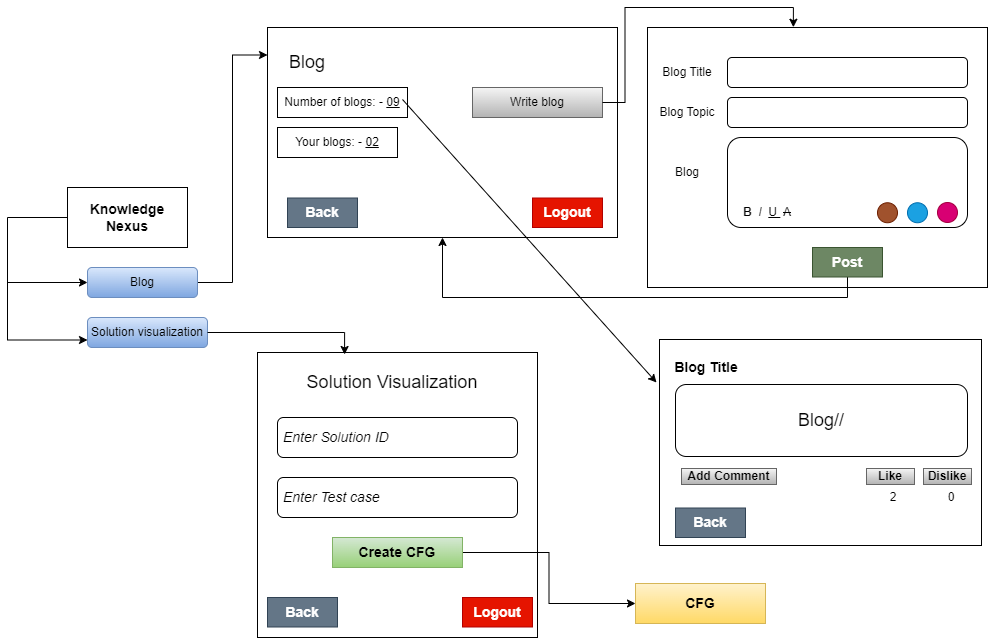 Knowledge
Nexus
Blog
Solution visualization
Blog
Number of blogs: - 09
Write blog
Your blogs: - 02
Back
Logout
Blog Title
Blog Topic
Blog
B I U A
Post
Solution Visualization
Enter Solution ID
Enter Test case
Create CFG
Back
Logout
Blog Title
Blog//
Add Comment
Like
Dislike
2
0
Back
CFG